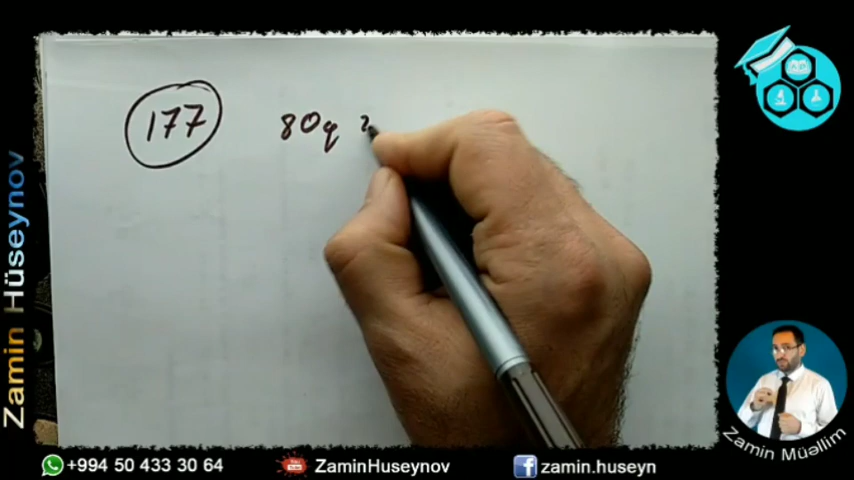 177 80q
Zamin Hüseynov
Zamin Müəllim
+994 50 433 30 64 ZaminHuseynov zamin.huseyn